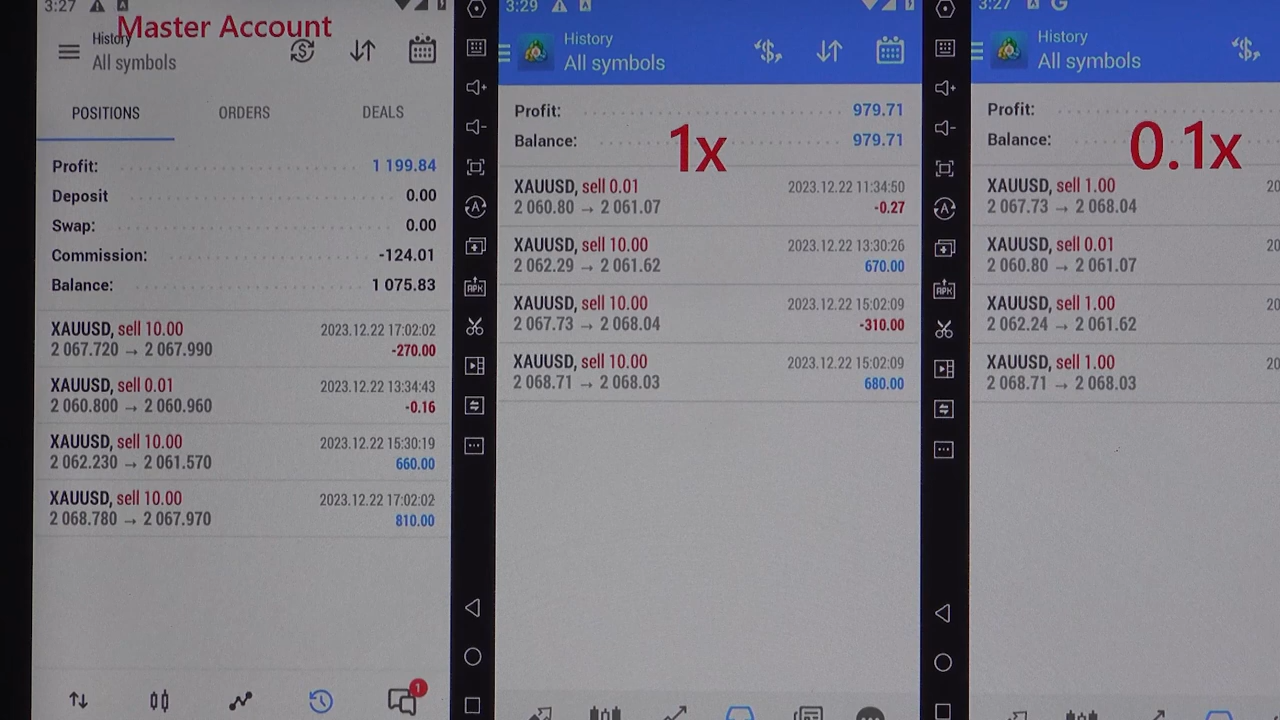 3:27
Master Account
History
All symbols
POSITIONS ORDERS DEALS
Profit: 1 199.84
Deposit 0.00
Swap: 0.00
Commission: -124.01
Balance: 1 075.83
XAUUSD, sell 10.00 2023.12.22 17:02:02
2 067.720 → 2 067.990 -270.00
XAUUSD, sell 0.01 2023.12.22 13:34:43
2 060.800 → 2 060.960 -0.16
XAUUSD, sell 10.00 2023.12.22 15:30:19
2 062.230 → 2 061.570 660.00
XAUUSD, sell 10.00 2023.12.22 17:02:02
2 068.780 → 2 067.970 810.00
1
APK
3:29
History
All symbols
Profit: 979.71
Balance: 979.71
1x
XAUUSD, sell 0.01 2023.12.22 11:34:50
2 060.80 → 2 061.07 -0.27
XAUUSD, sell 10.00 2023.12.22 13:30:26
2 062.29 → 2 061.62 670.00
XAUUSD, sell 10.00 2023.12.22 15:02:09
2 067.73 → 2 068.04 -310.00
XAUUSD, sell 10.00 2023.12.22 15:02:09
2 068.71 → 2 068.03 680.00
APK
3:27
History
All symbols
Profit:
Balance:
0.1x
XAUUSD, sell 1.00 20
2 067.73 → 2 068.04
XAUUSD, sell 0.01 20
2 060.80 → 2 061.07
XAUUSD, sell 1.00 20
2 062.24 → 2 061.62
XAUUSD, sell 1.00 20
2 068.71 → 2 068.03